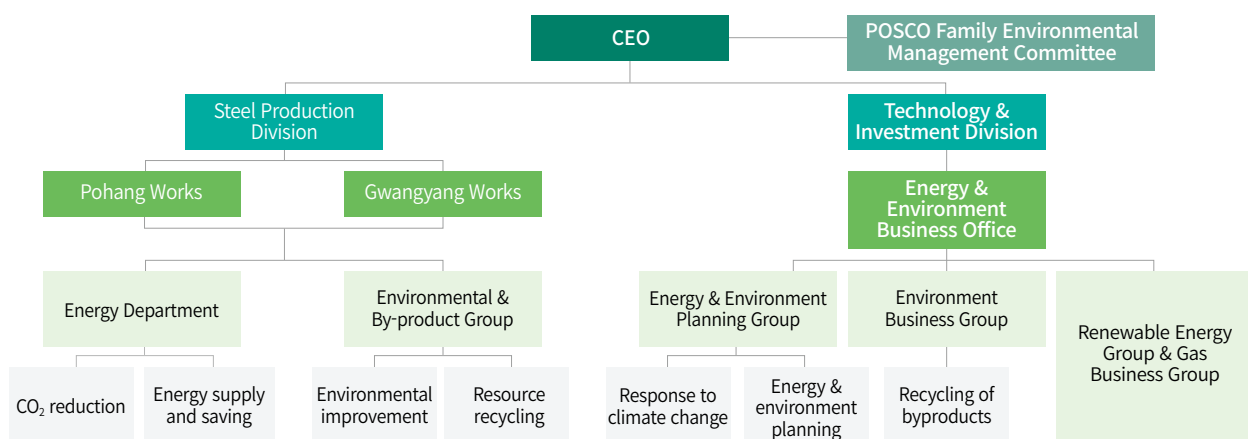 CEO
POSCO Family Environmental
Management Committee
Steel Production
Division
Technology &
Investment Division
Pohang Works
Gwangyang Works
Energy &
Environment
Business Office
Energy Department
Environmental &
By-product Group
Energy & Environment
Planning Group
Environment
Business Group
Renewable Energy
Group & Gas
Business Group
CO₂ reduction
Energy supply
and saving
Environmental
improvement
Resource
recycling
Response to
climate change
Energy &
environment
planning
Recycling of
byproducts